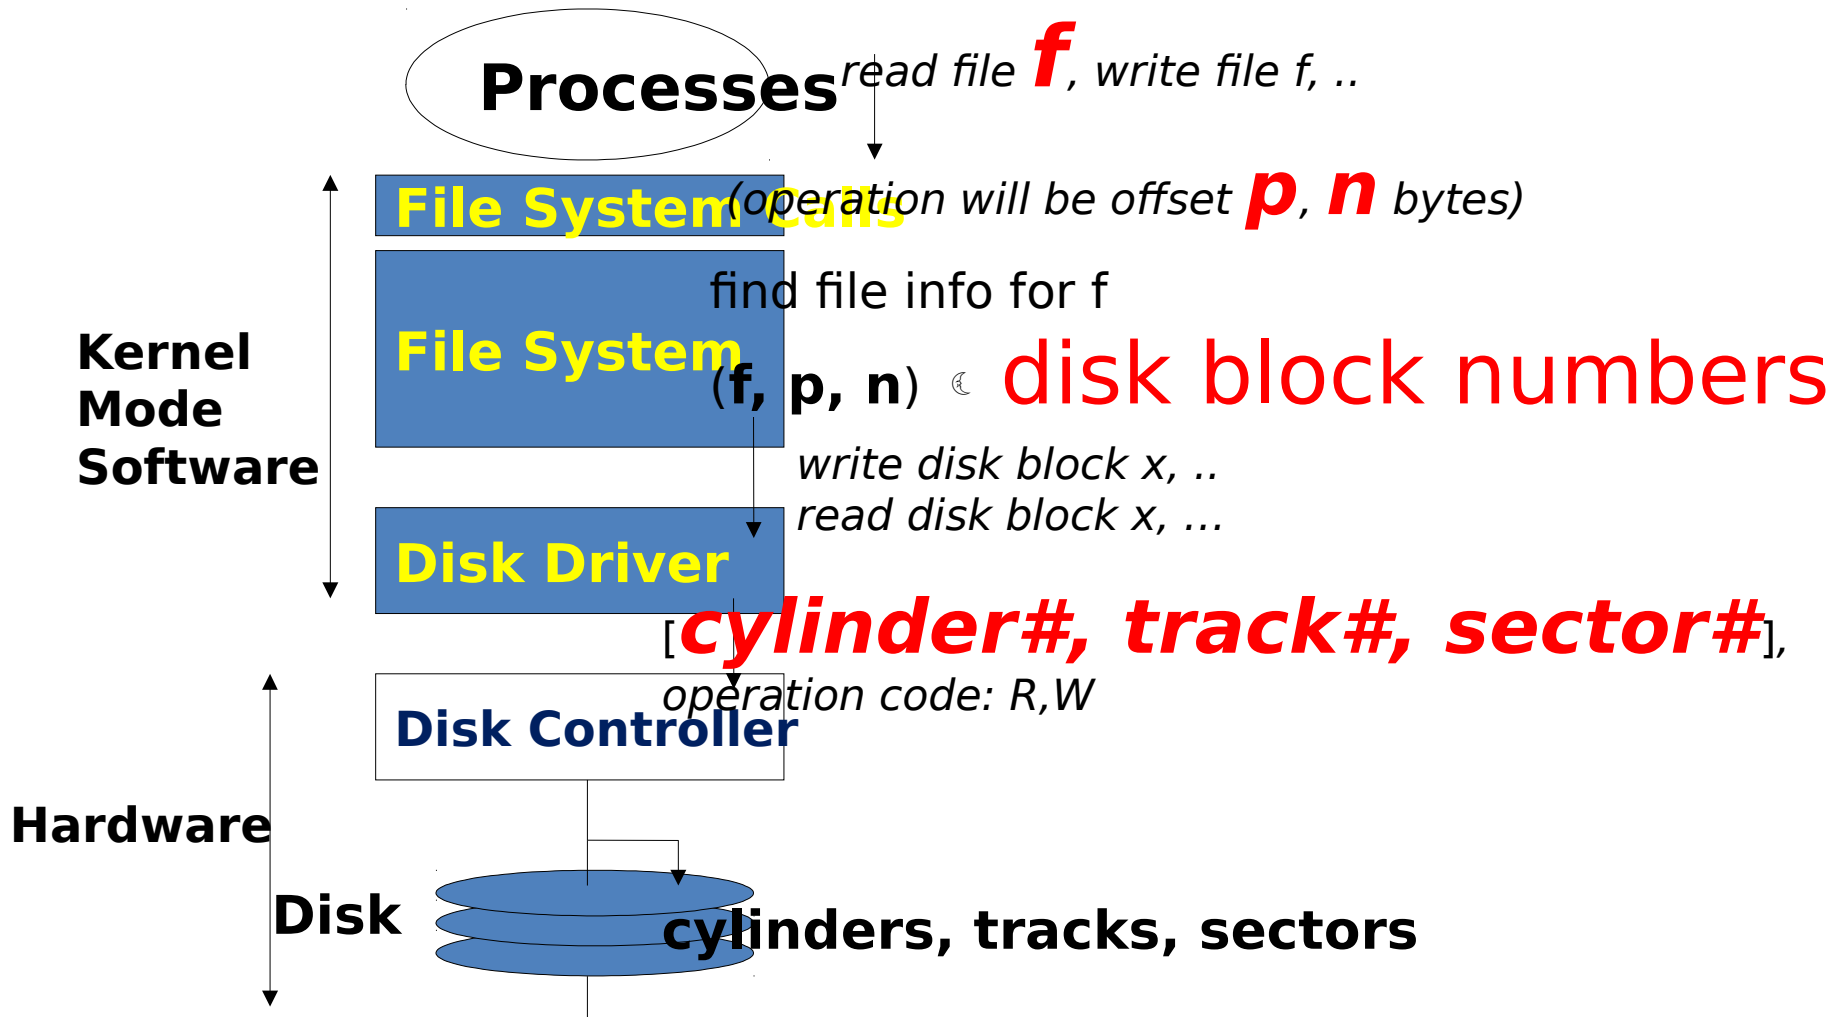 Processes
read file f, write file f, ..
File System Calls
(operation will be offset p, n bytes)
find file info for f
File System
(f, p, n) ☾ disk block numbers
Kernel
Mode
Software
write disk block x, ..
read disk block x, ...
Disk Driver
[cylinder#, track#, sector#],
operation code: R,W
Disk Controller
Hardware
Disk
cylinders, tracks, sectors